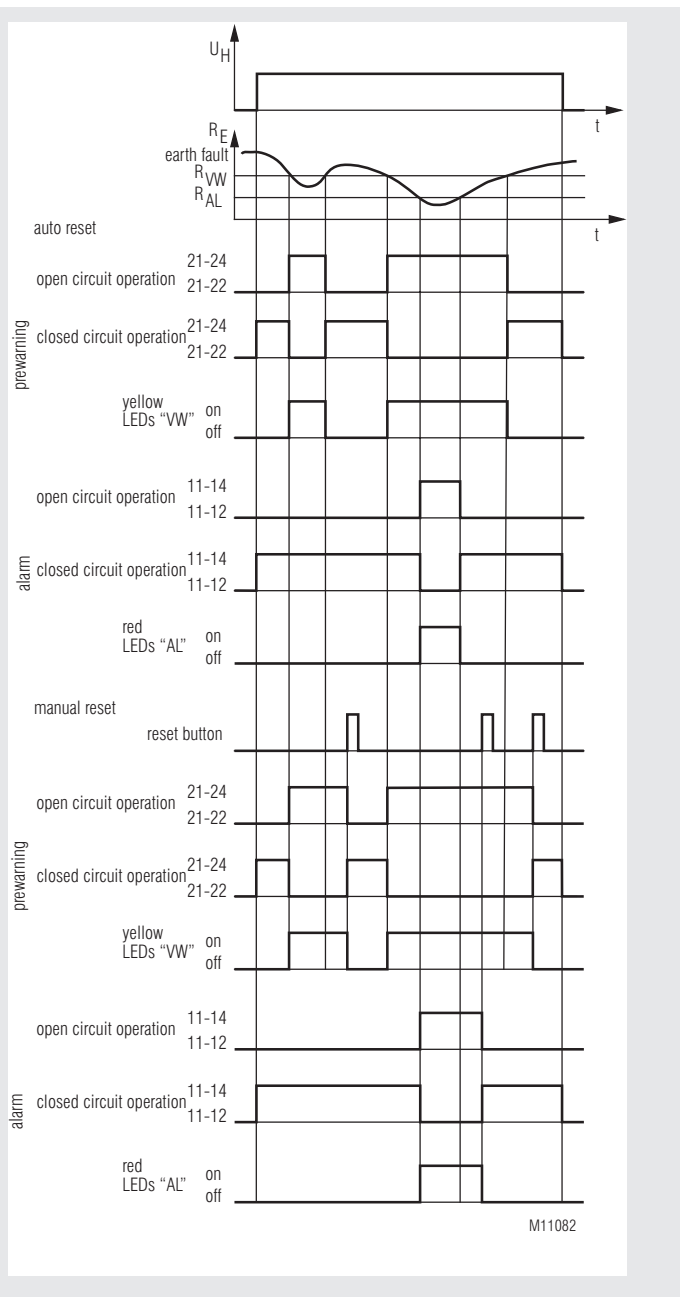 U_H
t
R_E
earth fault
R_VW
R_AL
t
auto reset
prewarning
open circuit operation 21-24
21-22
closed circuit operation 21-24
21-22
yellow
LEDs “VW” on
off
alarm
open circuit operation 11-14
11-12
closed circuit operation 11-14
11-12
red
LEDs “AL” on
off
manual reset
reset button
prewarning
open circuit operation 21-24
21-22
closed circuit operation 21-24
21-22
yellow
LEDs “VW” on
off
alarm
open circuit operation 11-14
11-12
closed circuit operation 11-14
11-12
red
LEDs “AL” on
off
M11082